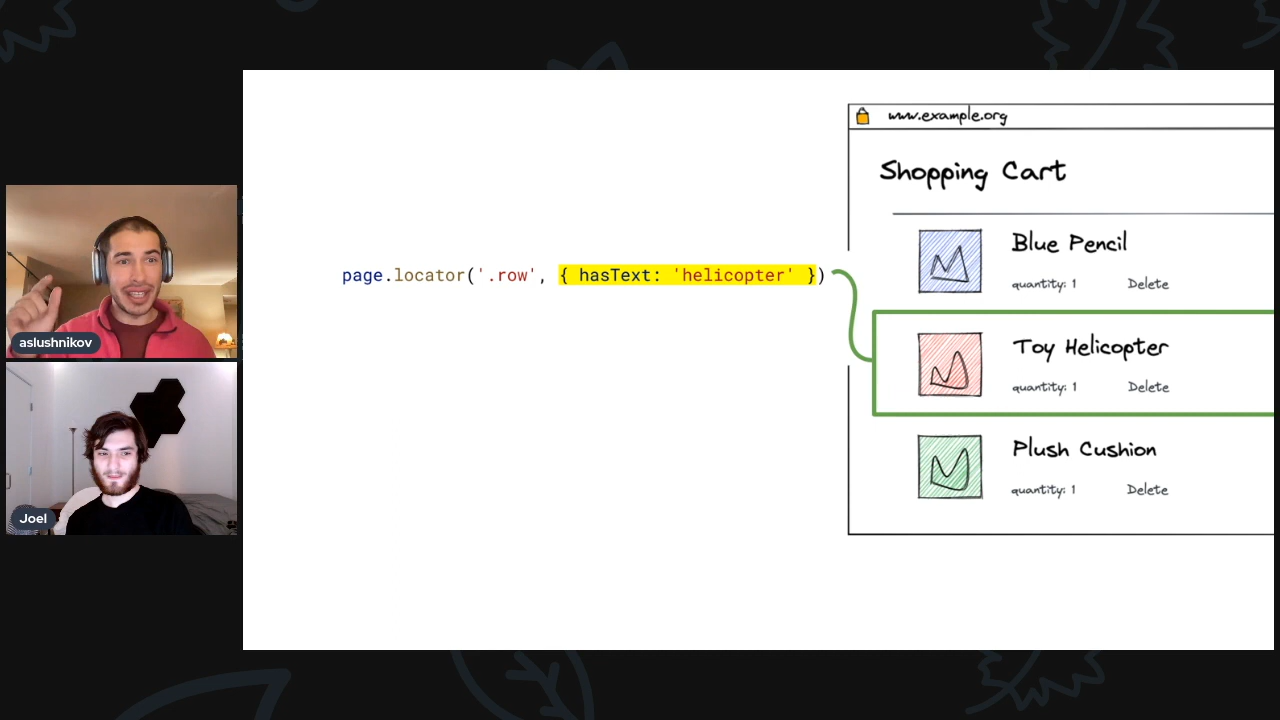 www.example.org
Shopping Cart
Blue Pencil
quantity: 1 Delete
page.locator('.row', { hasText: 'helicopter' })
Toy Helicopter
quantity: 1 Delete
Plush Cushion
quantity: 1 Delete
aslushnikov
Joel